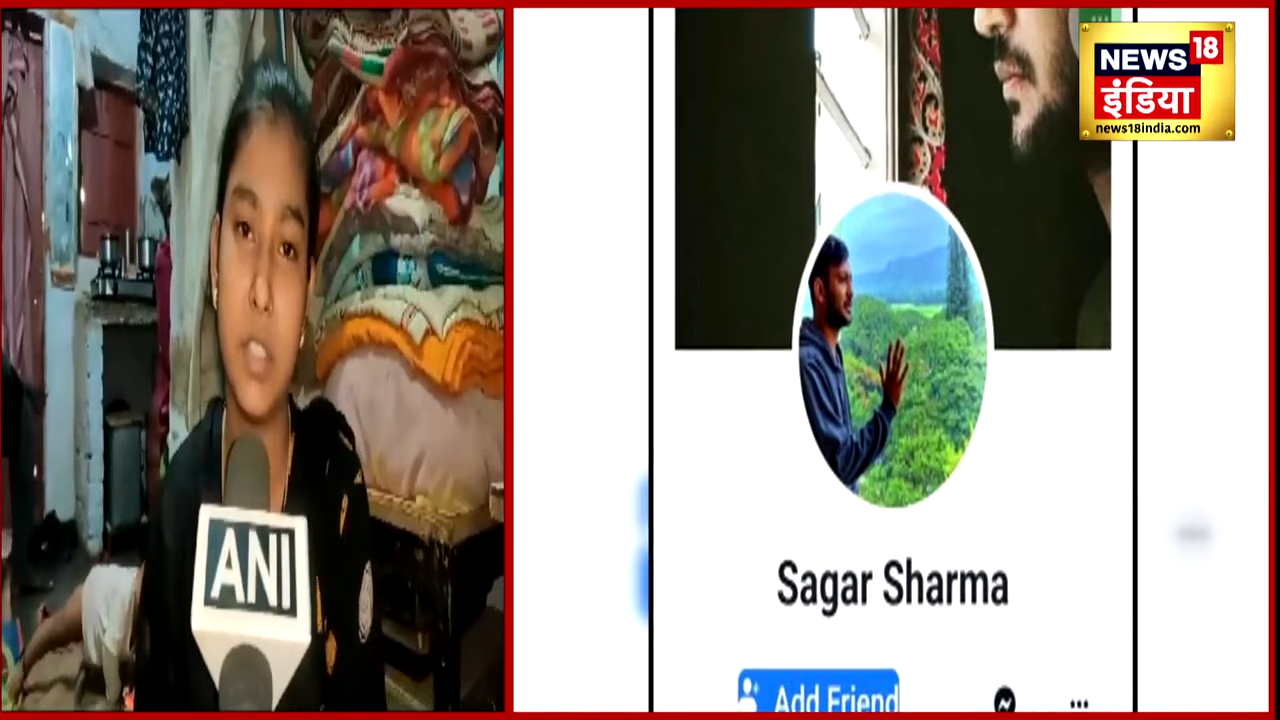 NEWS 18
इंडिया
news18india.com
ANI
Sagar Sharma
Add Friend